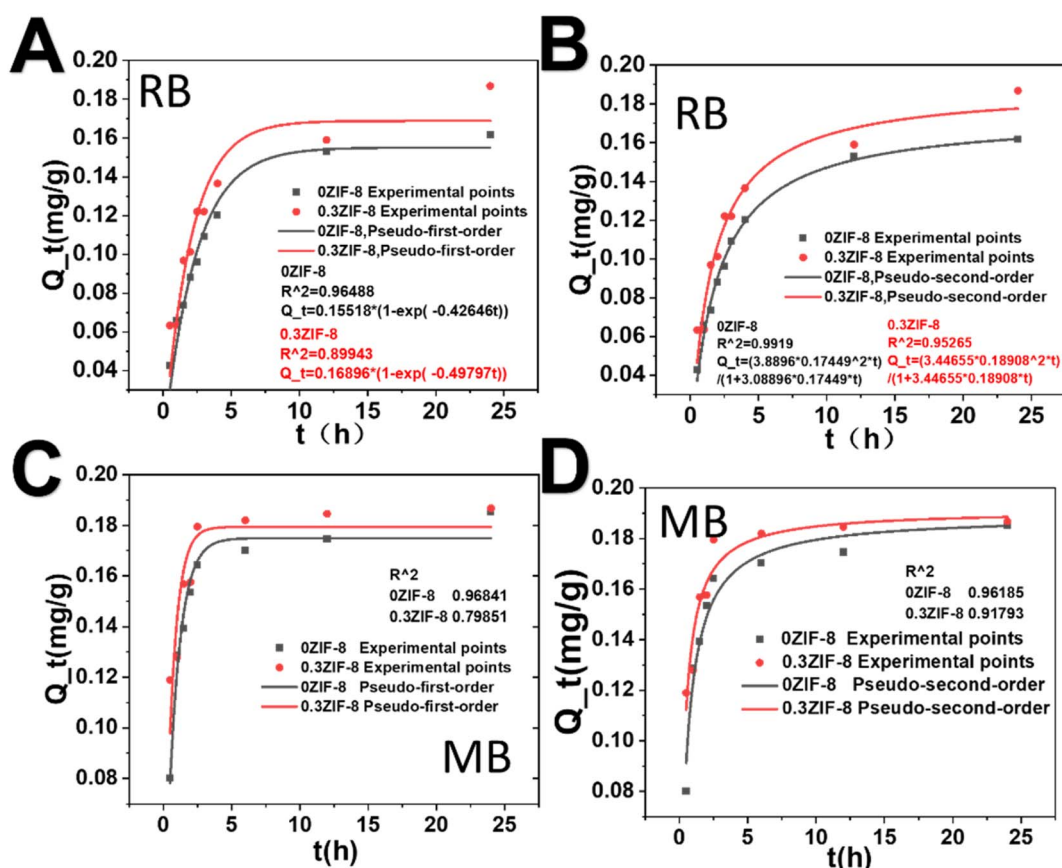 A
RB
0.20
0.18
0.16
0.14
0.12
0.10
0.08
0.06
0.04
Q_t(mg/g)
0ZIF-8 Experimental points
0.3ZIF-8 Experimental points
0ZIF-8,Pseudo-first-order
0.3ZIF-8,Pseudo-first-order
0ZIF-8
R^2=0.96488
Q_t=0.15518*(1-exp( -0.42646t))
0.3ZIF-8
R^2=0.89943
Q_t=0.16896*(1-exp( -0.49797t))
0 5 10 15 20 25
t（h）
B
RB
0.20
0.18
0.16
0.14
0.12
0.10
0.08
0.06
0.04
Q_t(mg/g)
0ZIF-8 Experimental points
0.3ZIF-8 Experimental points
0ZIF-8,Pseudo-second-order
0.3ZIF-8,Pseudo-second-order
0ZIF-8
R^2=0.9919
Q_t=(3.8896*0.17449^2*t)
/(1+3.08896*0.17449*t)
0.3ZIF-8
R^2=0.95265
Q_t=(3.44655*0.18908^2*t)
/(1+3.44655*0.18908*t)
0 5 10 15 20 25
t（h）
C
0.20
0.18
0.16
0.14
0.12
0.10
0.08
Q_t(mg/g)
R^2
0ZIF-8 0.96841
0.3ZIF-8 0.79851
0ZIF-8 Experimental points
0.3ZIF-8 Experimental points
0ZIF-8 Pseudo-first-order
0.3ZIF-8 Pseudo-first-order
MB
0 5 10 15 20 25
t(h)
D
MB
0.20
0.18
0.16
0.14
0.12
0.10
0.08
Q_t(mg/g)
R^2
0ZIF-8 0.96185
0.3ZIF-8 0.91793
0ZIF-8 Experimental points
0.3ZIF-8 Experimental points
0ZIF-8 Pseudo-second-order
0.3ZIF-8 Pseudo-second-order
0 5 10 15 20 25
t(h)